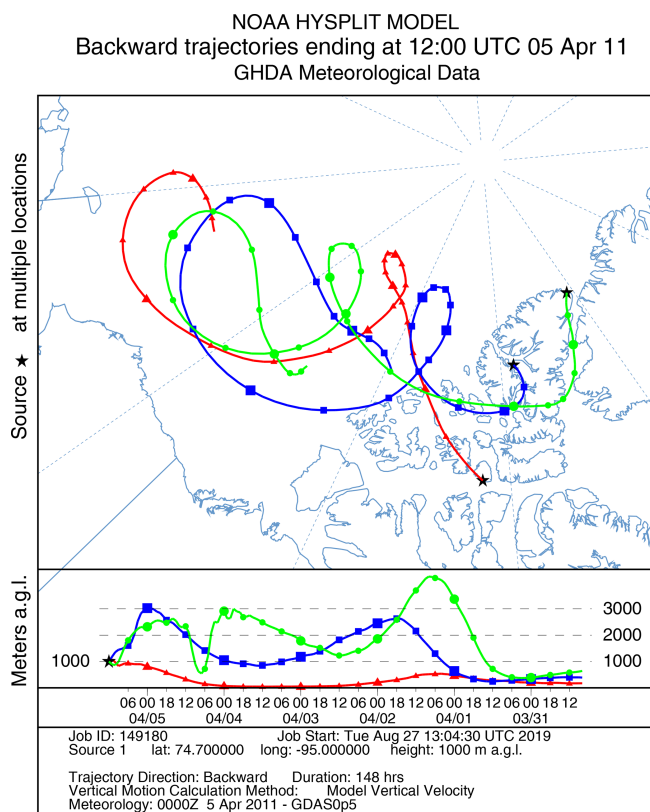 NOAA HYSPLIT MODEL
Backward trajectories ending at 12:00 UTC 05 Apr 11
GHDA Meteorological Data
Source ★ at multiple locations
Meters a.g.l.
3000
2000
1000 1000
06 00 18 12 06 00 18 12 06 00 18 12 06 00 18 12 06 00 18 12 06 00 18 12
04/05 04/04 04/03 04/02 04/01 03/31
Job ID: 149180 Job Start: Tue Aug 27 13:04:30 UTC 2019
Source 1 lat: 74.700000 long: -95.000000 height: 1000 m a.g.l.
Trajectory Direction: Backward Duration: 148 hrs
Vertical Motion Calculation Method: Model Vertical Velocity
Meteorology: 0000Z 5 Apr 2011 - GDAS0p5